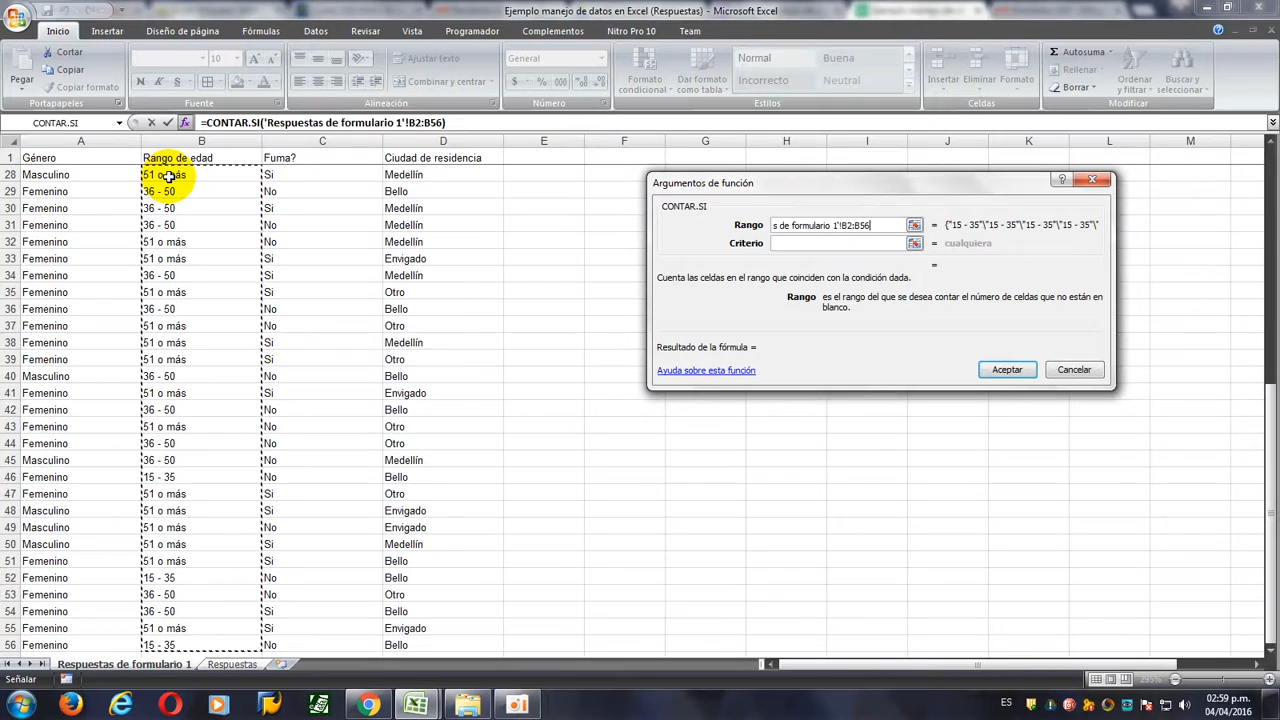 Ejemplo manejo de datos en Excel (Respuestas) - Microsoft Excel
Inicio Insertar Diseño de página Fórmulas Datos Revisar Vista Programador Complementos Nitro Pro 10 Team
Pegar
Cortar
Copiar
Copiar formato
Portapapeles
10 A A
N K S A
Fuente
Ajustar texto
Combinar y centrar
Alineación
General
$ % 000
Número
Formato condicional
Dar formato como tabla
Normal Buena
Incorrecto Neutral
Estilos
Insertar Eliminar Formato
Celdas
Σ Autosuma
Rellenar
Borrar
Ordenar y filtrar
Buscar y seleccionar
Modificar
CONTAR.SI fx =CONTAR.SI('Respuestas de formulario 1'!B2:B56)
A B C D E F G H I J K L M
1 Género Rango de edad Fuma? Ciudad de residencia
28 Masculino 51 o más Si Medellín
29 Femenino 36 - 50 No Bello
30 Femenino 36 - 50 Si Medellín
31 Femenino 36 - 50 No Medellín
32 Femenino 51 o más No Medellín
33 Femenino 51 o más Si Envigado
34 Femenino 36 - 50 Si Medellín
35 Femenino 51 o más Si Otro
36 Femenino 36 - 50 No Bello
37 Femenino 51 o más No Otro
38 Femenino 51 o más Si Medellín
39 Femenino 51 o más Si Otro
40 Masculino 36 - 50 No Bello
41 Femenino 51 o más Si Envigado
42 Femenino 36 - 50 No Bello
43 Femenino 51 o más No Otro
44 Femenino 36 - 50 No Otro
45 Masculino 36 - 50 No Medellín
46 Femenino 15 - 35 No Bello
47 Femenino 51 o más Si Otro
48 Masculino 51 o más Si Envigado
49 Masculino 51 o más No Envigado
50 Masculino 51 o más Si Medellín
51 Femenino 51 o más Si Bello
52 Femenino 15 - 35 No Bello
53 Femenino 36 - 50 No Otro
54 Femenino 36 - 50 Si Bello
55 Femenino 51 o más Si Envigado
56 Femenino 15 - 35 No Bello
Argumentos de función
CONTAR.SI
Rango s de formulario 1'!B2:B56 = {"15 - 35"\"15 - 35"\"15 - 35"\"15 - 35"\"
Criterio = cualquiera
=
Cuenta las celdas en el rango que coinciden con la condición dada.
Rango es el rango del que se desea contar el número de celdas que no están en
blanco.
Resultado de la fórmula =
Ayuda sobre esta función
Aceptar Cancelar
Respuestas de formulario 1 Respuestas
Señalar 295%
ES 02:59 p.m.
04/04/2016